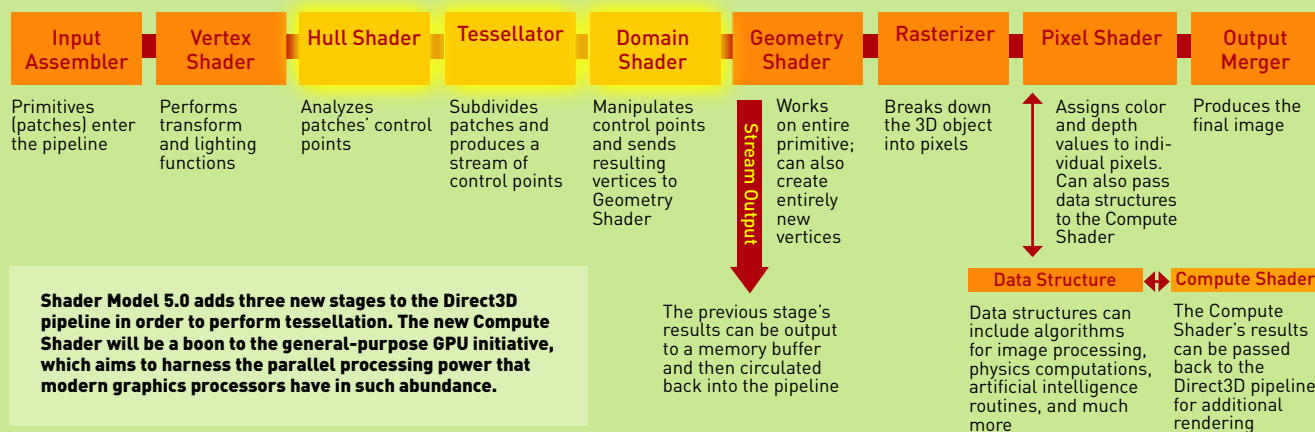 Input
Assembler
Vertex
Shader
Hull Shader
Tessellator
Domain
Shader
Geometry
Shader
Rasterizer
Pixel Shader
Output
Merger
Primitives
(patches) enter
the pipeline
Performs
transform
and lighting
functions
Analyzes
patches’ control
points
Subdivides
patches and
produces a
stream of
control points
Manipulates
control points
and sends
resulting
vertices to
Geometry
Shader
Stream Output
Works
on entire
primitive;
can also
create
entirely
new
vertices
Breaks down
the 3D object
into pixels
Assigns color
and depth
values to indi-
vidual pixels.
Can also pass
data structures
to the Compute
Shader
Produces the
final image
The previous stage’s
results can be output
to a memory buffer
and then circulated
back into the pipeline
Data Structure
Data structures can
include algorithms
for image processing,
physics computations,
artificial intelligence
routines, and much
more
Compute Shader
The Compute
Shader’s results
can be passed
back to the
Direct3D pipeline
for additional
rendering
Shader Model 5.0 adds three new stages to the Direct3D
pipeline in order to perform tessellation. The new Compute
Shader will be a boon to the general-purpose GPU initiative,
which aims to harness the parallel processing power that
modern graphics processors have in such abundance.